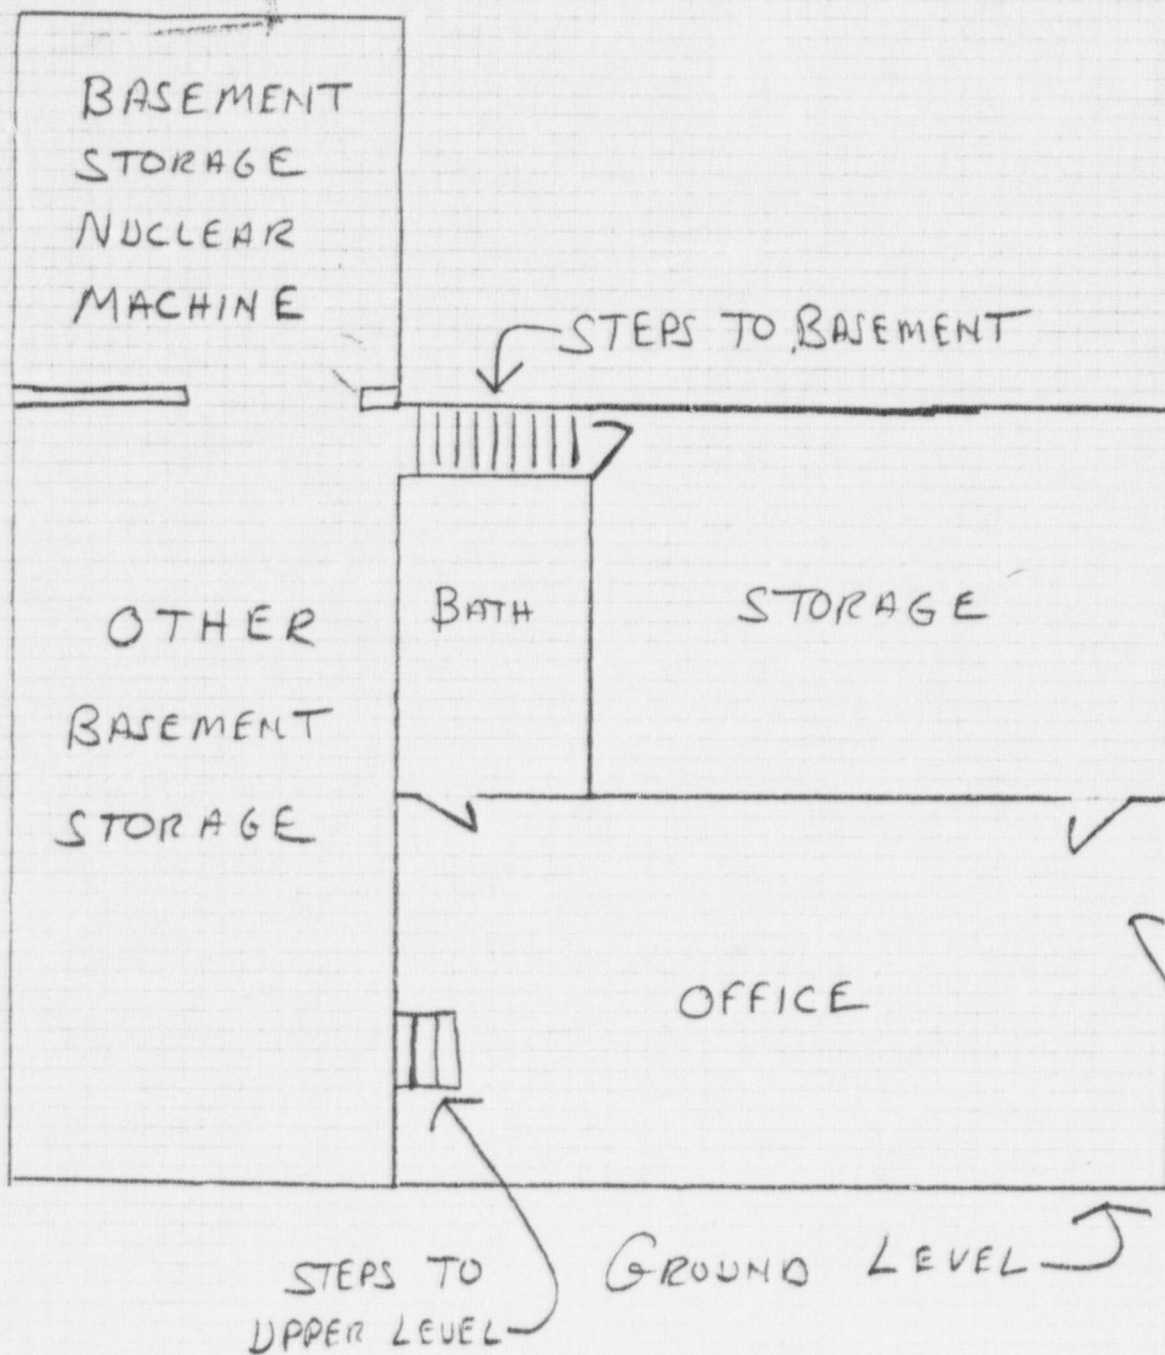 BASEMENT
STORAGE
NUCLEAR
MACHINE
STEPS TO BASEMENT
OTHER
BASEMENT
STORAGE
BATH
STORAGE
OFFICE
STEPS TO
UPPER LEVEL
GROUND LEVEL